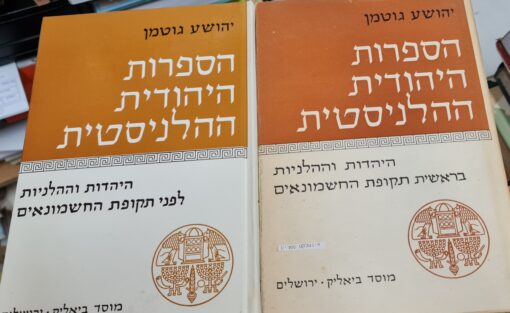 יהושע גוטמן
הספרות
היהודית
ההלניסטית
היהדות וההלניות
בראשית תקופת החשמונאים
מוסד ביאליק · ירושלים
יהושע גוטמן
הספרות
היהודית
ההלניסטית
היהדות וההלניות
לפני תקופת החשמונאים
מוסד ביאליק · ירושלים